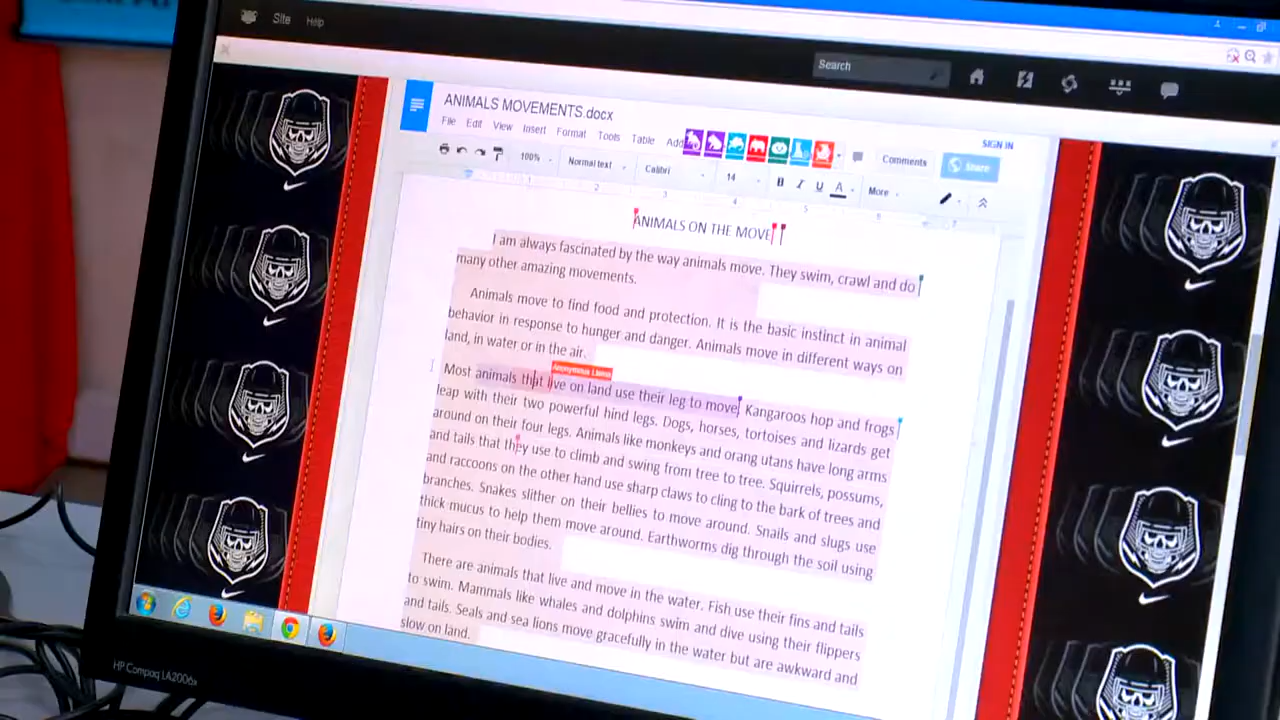 Site Help
Search
ANIMALS MOVEMENTS.docx
SIGN IN
File Edit View Insert Format Tools Table Add
Comments
Share
100% Normal text Calibri 14 B I U A More
1 2 3 4 5 6 7
ANIMALS ON THE MOVE
I am always fascinated by the way animals move. They swim, crawl and do
many other amazing movements.
Animals move to find food and protection. It is the basic instinct in animal
behavior in response to hunger and danger. Animals move in different ways on
land, in water or in the air.
Anonymous Llama
Most animals that live on land use their leg to move. Kangaroos hop and frogs
leap with their two powerful hind legs. Dogs, horses, tortoises and lizards get
around on their four legs. Animals like monkeys and orang utans have long arms
and tails that they use to climb and swing from tree to tree. Squirrels, possums,
and raccoons on the other hand use sharp claws to cling to the bark of trees and
branches. Snakes slither on their bellies to move around. Snails and slugs use
thick mucus to help them move around. Earthworms dig through the soil using
tiny hairs on their bodies.
There are animals that live and move in the water. Fish use their fins and tails
to swim. Mammals like whales and dolphins swim and dive using their flippers
and tails. Seals and sea lions move gracefully in the water but are awkward and
slow on land.
HP Compaq LA2006x